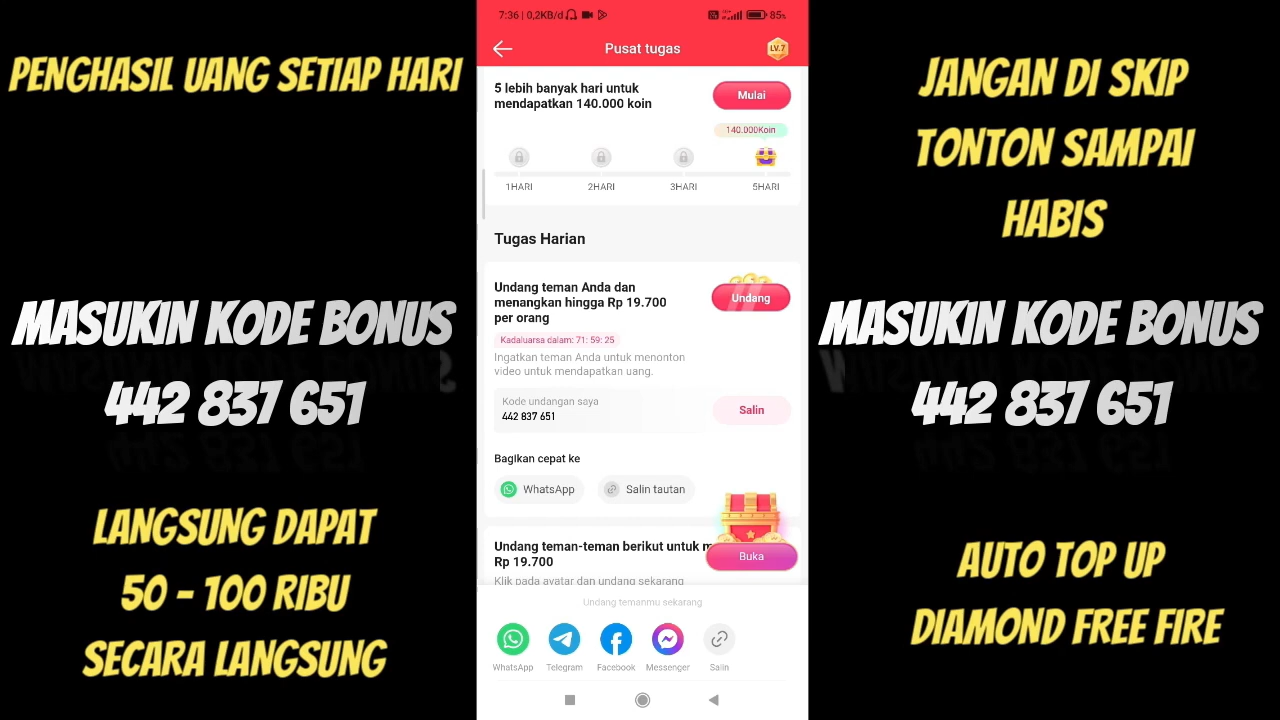 PENGHASIL UANG SETIAP HARI
MASUKIN KODE BONUS
442 837 651
LANGSUNG DAPAT
50 - 100 RIBU
SECARA LANGSUNG
7:36 | 0,2KB/d
85%
Pusat tugas
LV.7
5 lebih banyak hari untuk
mendapatkan 140.000 koin
Mulai
140.000Koin
1HARI 2HARI 3HARI 5HARI
Tugas Harian
Undang teman Anda dan
menangkan hingga Rp 19.700
per orang
Undang
Kadaluarsa dalam: 71: 59: 25
Ingatkan teman Anda untuk menonton
video untuk mendapatkan uang.
Kode undangan saya
442 837 651
Salin
Bagikan cepat ke
WhatsApp Salin tautan
Undang teman-teman berikut untuk m
Rp 19.700
Buka
Klik pada avatar dan undang sekarang
Undang temanmu sekarang
WhatsApp Telegram Facebook Messenger Salin
JANGAN DI SKIP
TONTON SAMPAI
HABIS
MASUKIN KODE BONUS
442 837 651
AUTO TOP UP
DIAMOND FREE FIRE